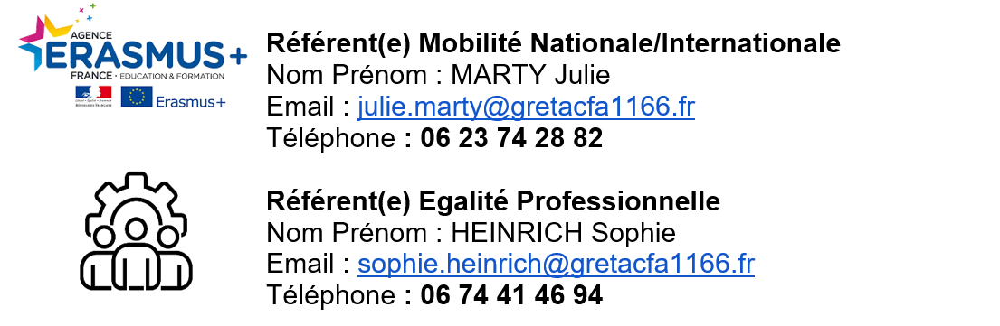 AGENCE
ERASMUS+
FRANCE • EDUCATION & FORMATION
RÉPUBLIQUE FRANÇAISE
Erasmus+
Référent(e) Mobilité Nationale/Internationale
Nom Prénom : MARTY Julie
Email : julie.marty@gretacfa1166.fr
Téléphone : 06 23 74 28 82
Référent(e) Egalité Professionnelle
Nom Prénom : HEINRICH Sophie
Email : sophie.heinrich@gretacfa1166.fr
Téléphone : 06 74 41 46 94